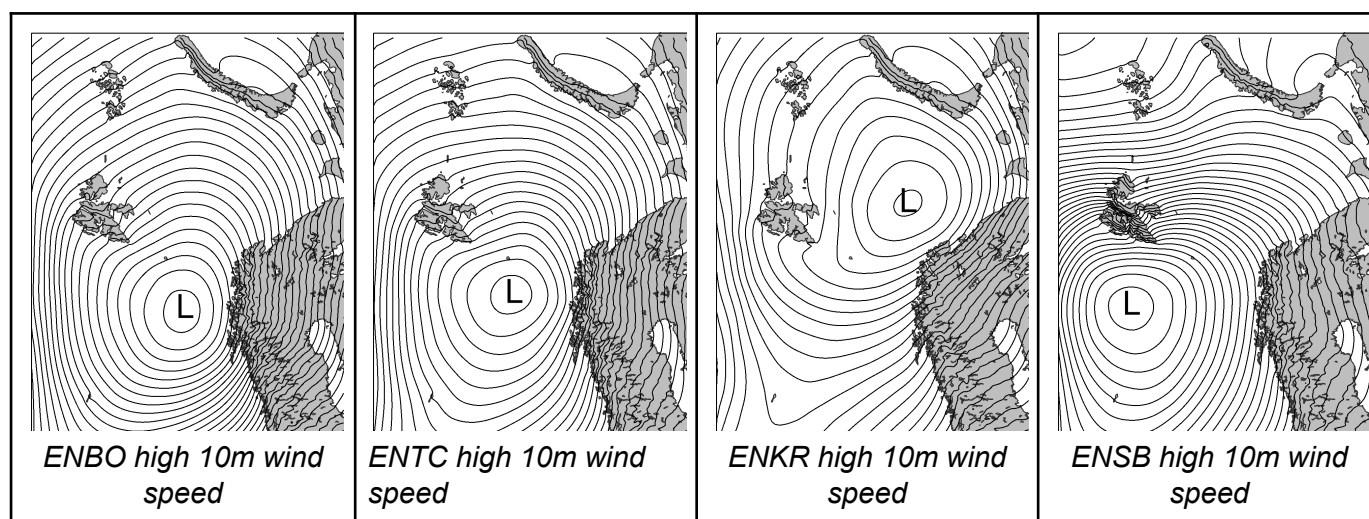 L
L
L
L
ENBO high 10m wind
speed
ENTC high 10m wind
speed
ENKR high 10m wind
speed
ENSB high 10m wind
speed